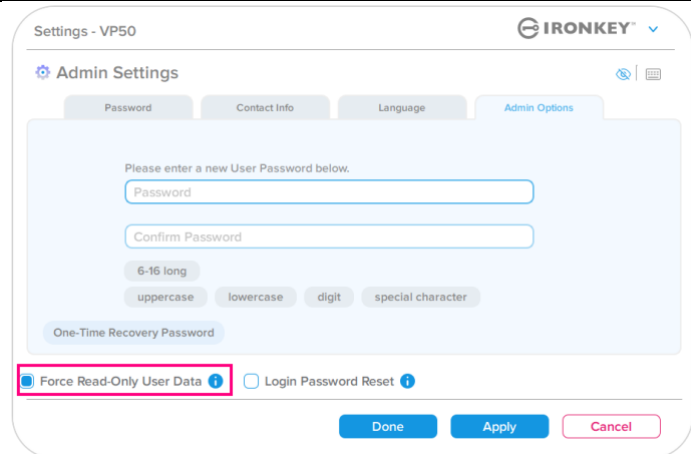 Settings - VP50
IRONKEY
Admin Settings
Password Contact Info Language Admin Options
Please enter a new User Password below.
Password
Confirm Password
6-16 long
uppercase lowercase digit special character
One-Time Recovery Password
Force Read-Only User Data i Login Password Reset i
Done Apply Cancel